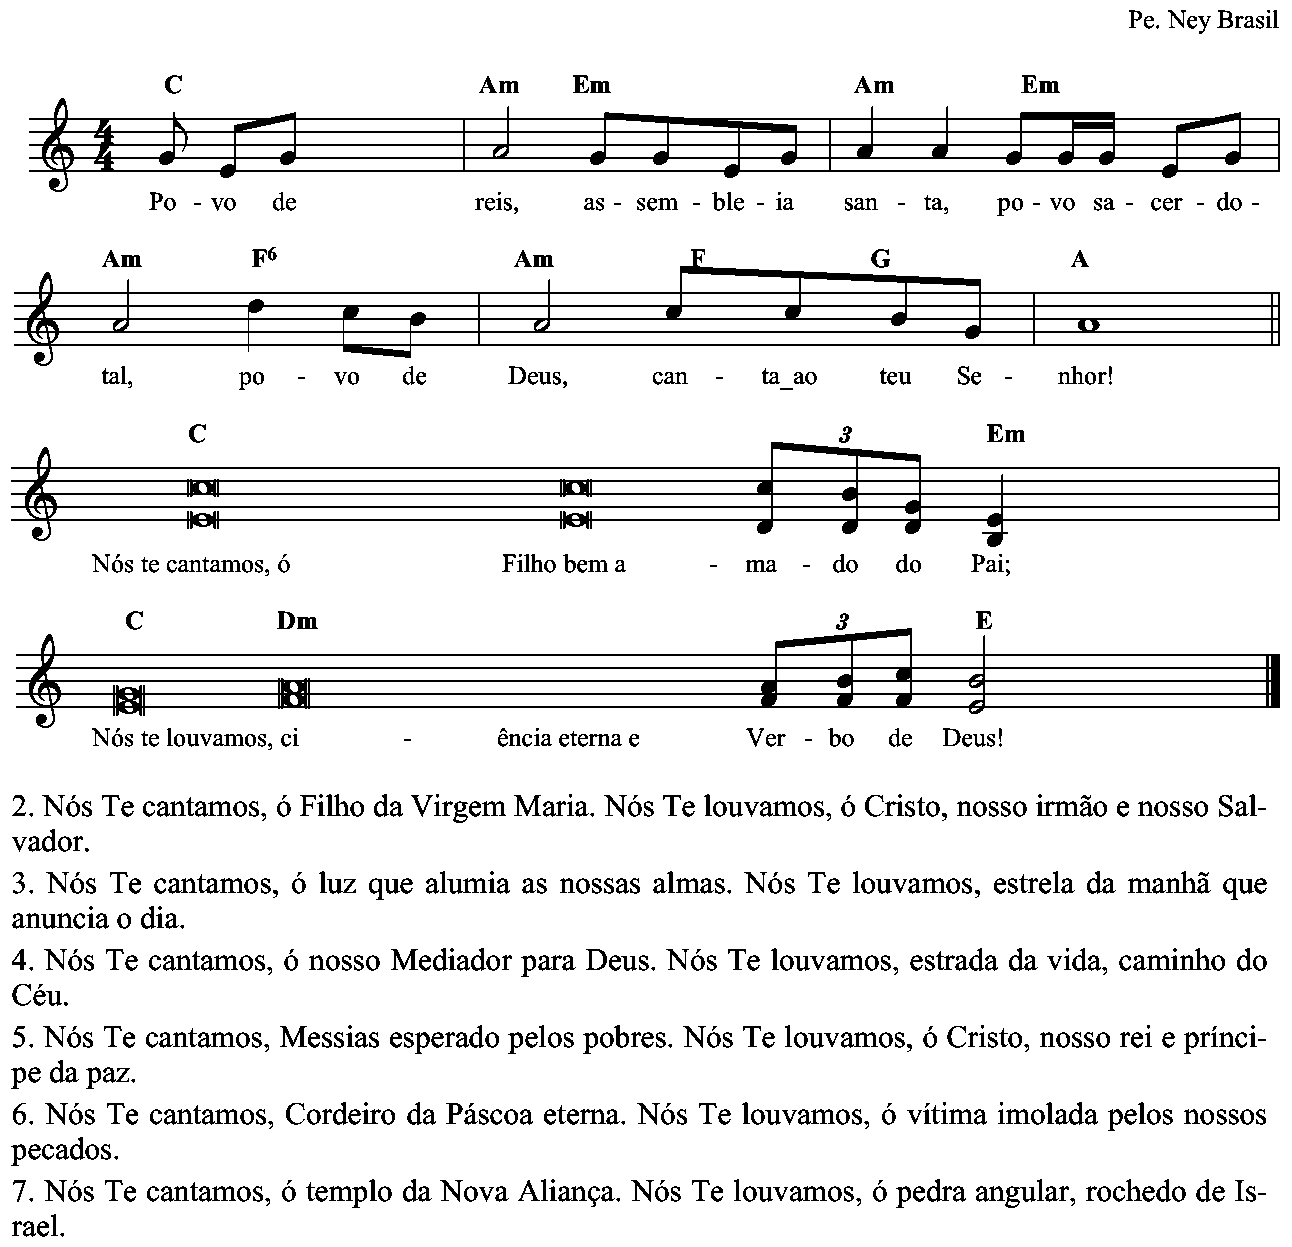 Pe. Ney Brasil
C Am Em Am Em
4 4
Po - vo de reis, as - sem - ble - ia san - ta, po - vo sa - cer - do -
Am F6 Am F G A
tal, po - vo de Deus, can - ta_ao teu Se - nhor!
C 3 Em
Nós te cantamos, ó Filho bem a - ma - do do Pai;
C Dm 3 E
Nós te louvamos, ci - ência eterna e Ver - bo de Deus!
2. Nós Te cantamos, ó Filho da Virgem Maria. Nós Te louvamos, ó Cristo, nosso irmão e nosso Sal-
vador.
3. Nós Te cantamos, ó luz que alumia as nossas almas. Nós Te louvamos, estrela da manhã que
anuncia o dia.
4. Nós Te cantamos, ó nosso Mediador para Deus. Nós Te louvamos, estrada da vida, caminho do
Céu.
5. Nós Te cantamos, Messias esperado pelos pobres. Nós Te louvamos, ó Cristo, nosso rei e prínci-
pe da paz.
6. Nós Te cantamos, Cordeiro da Páscoa eterna. Nós Te louvamos, ó vítima imolada pelos nossos
pecados.
7. Nós Te cantamos, ó templo da Nova Aliança. Nós Te louvamos, ó pedra angular, rochedo de Is-
rael.